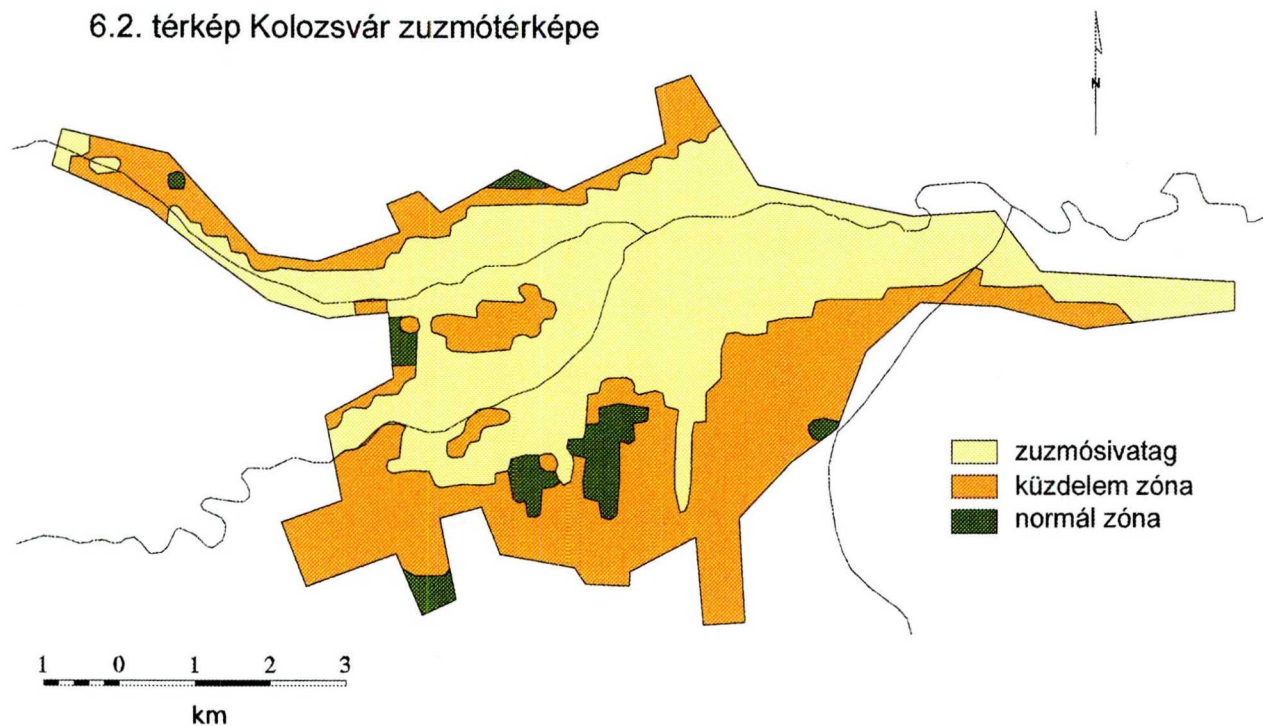 6.2. térkép Kolozsvár zuzmótérképe
N
zuzmósivatag
küzdelem zóna
normál zóna
1 0 1 2 3
km